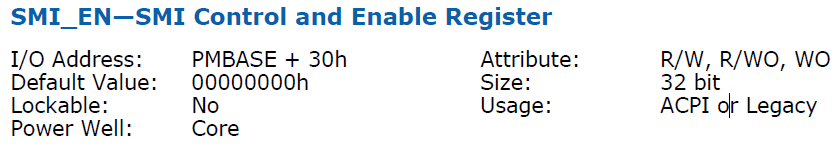 SMI_EN—SMI Control and Enable Register
I/O Address: PMBASE + 30h Attribute: R/W, R/WO, WO
Default Value: 00000000h Size: 32 bit
Lockable: No Usage: ACPI or Legacy
Power Well: Core